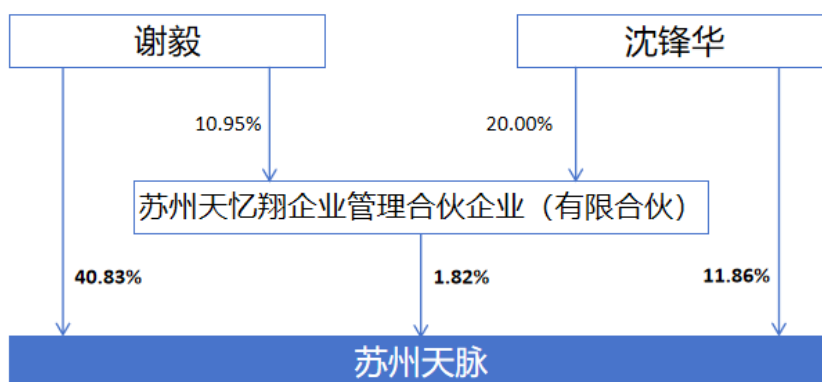 谢毅
沈锋华
10.95%
20.00%
苏州天忆翔企业管理合伙企业（有限合伙）
40.83%
1.82%
11.86%
苏州天脉